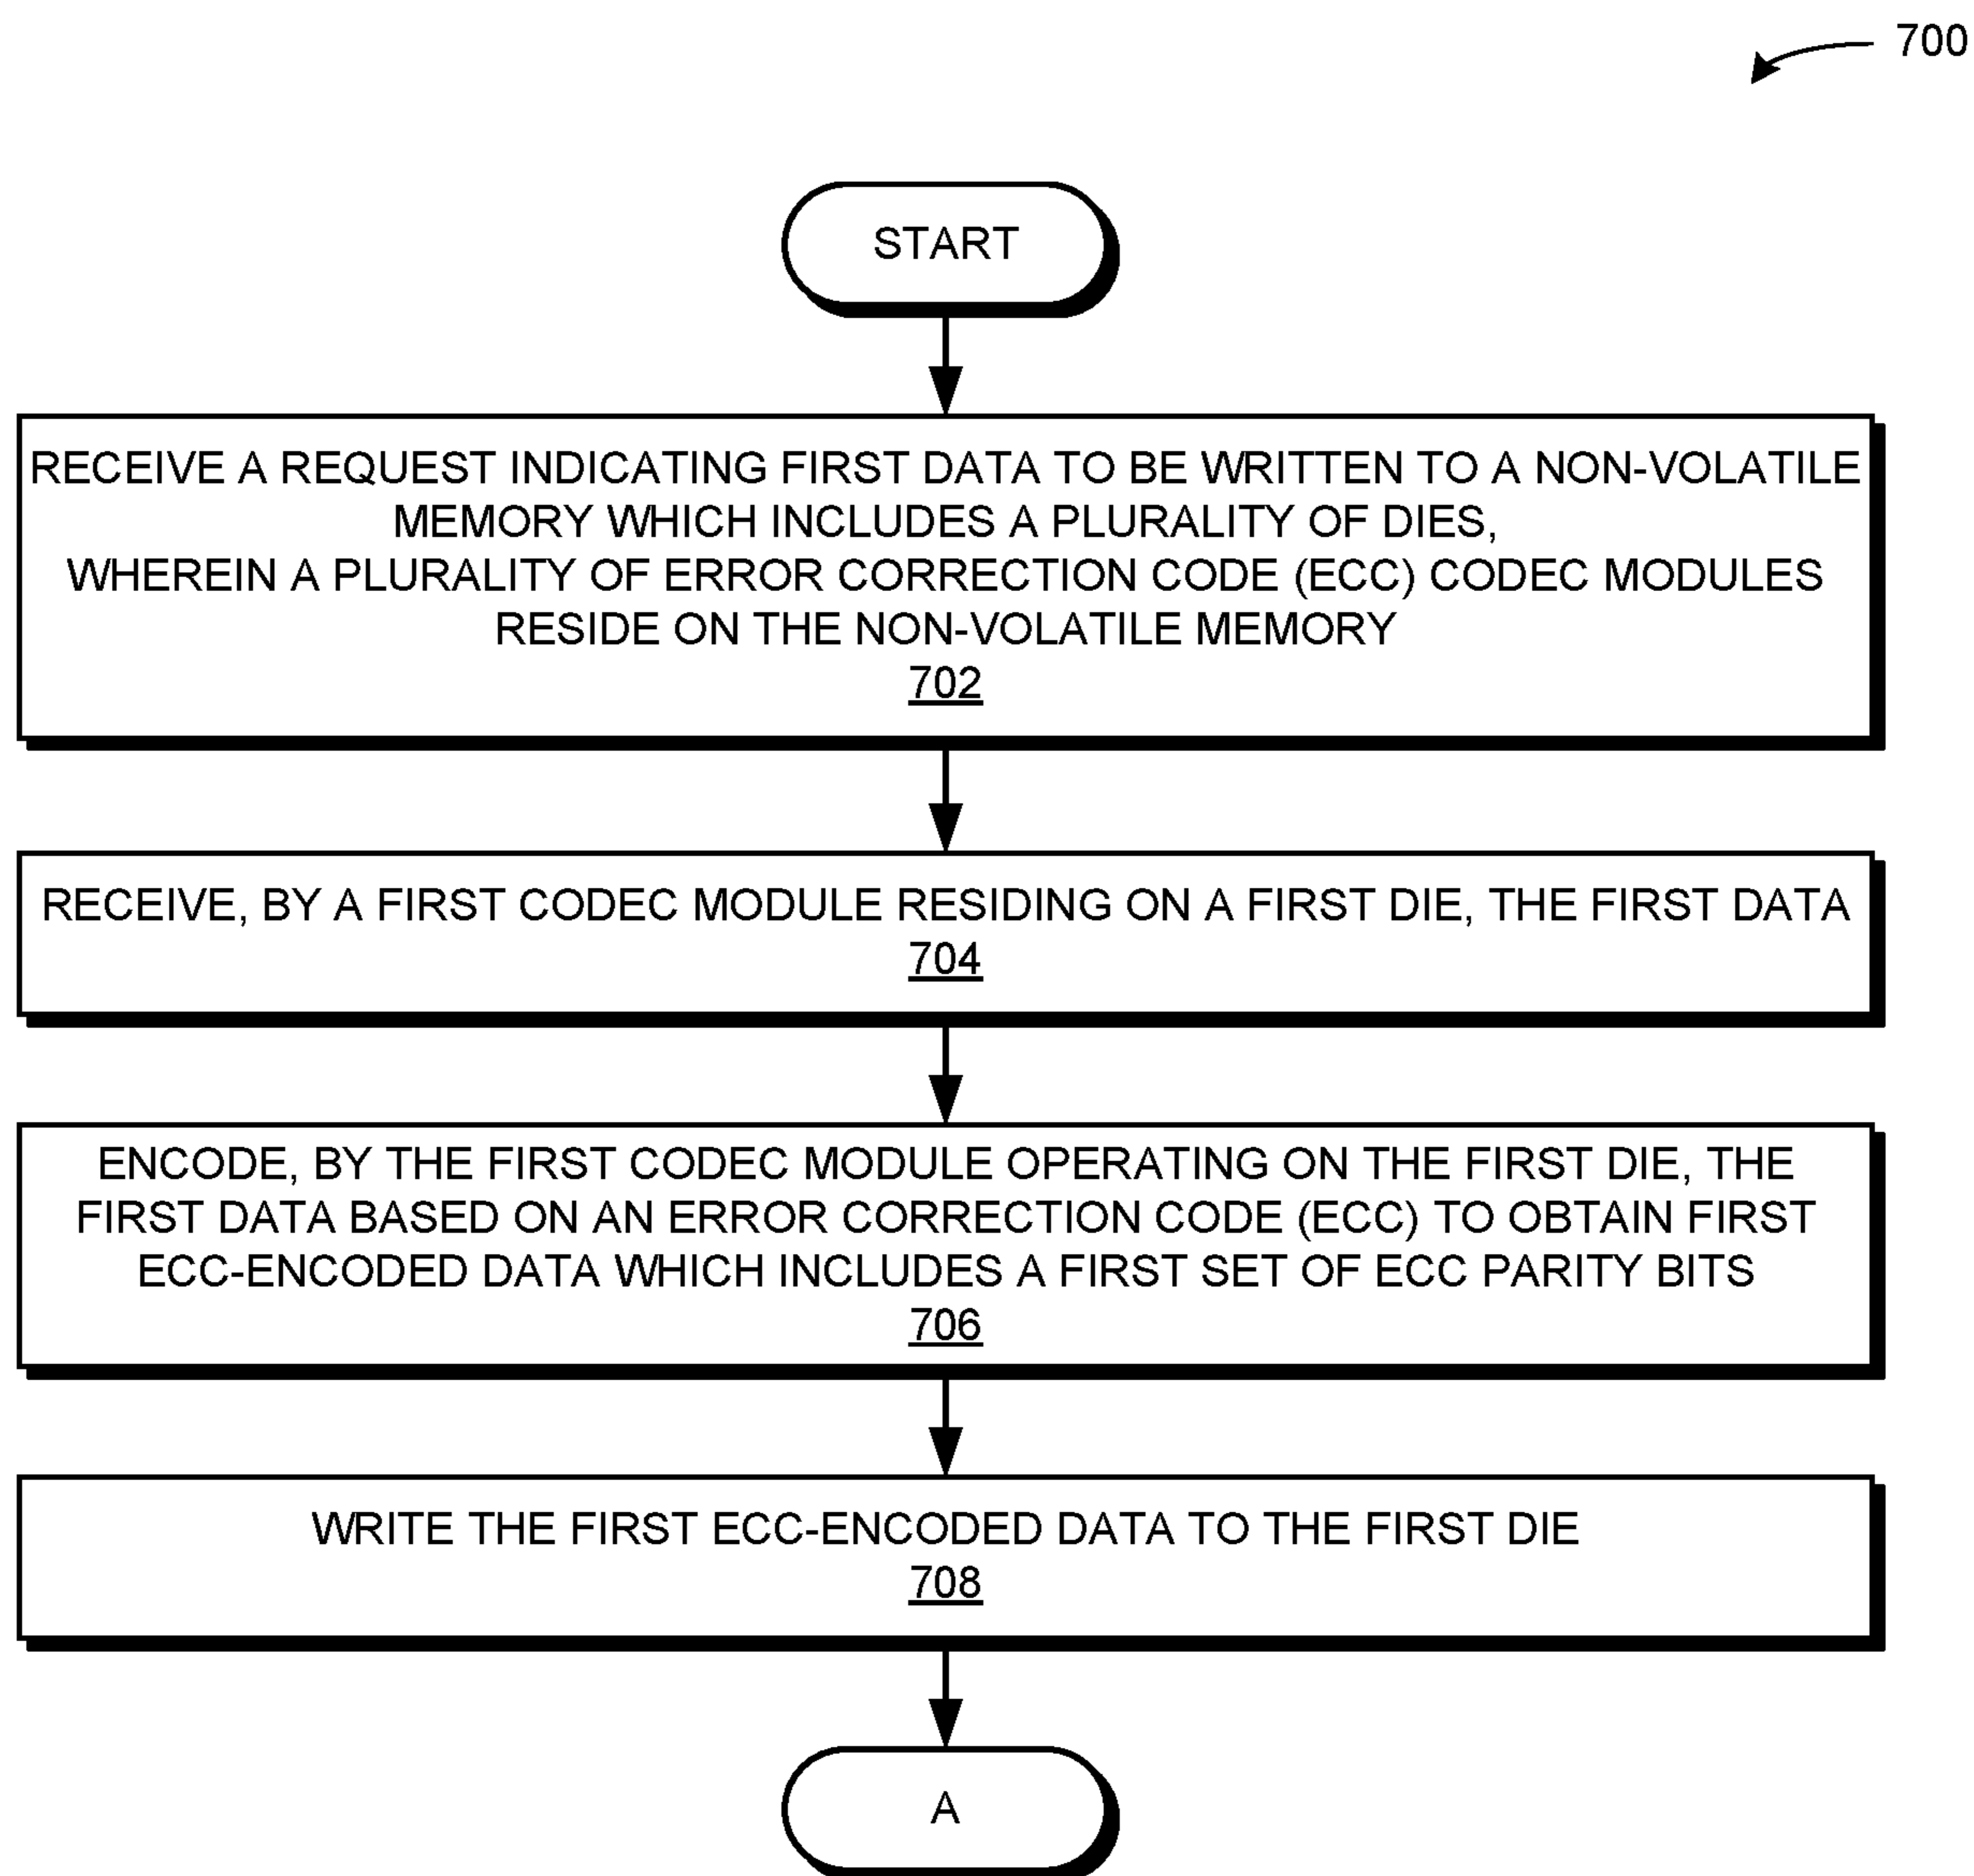 700
START
RECEIVE A REQUEST INDICATING FIRST DATA TO BE WRITTEN TO A NON-VOLATILE
MEMORY WHICH INCLUDES A PLURALITY OF DIES,
WHEREIN A PLURALITY OF ERROR CORRECTION CODE (ECC) CODEC MODULES
RESIDE ON THE NON-VOLATILE MEMORY
702
RECEIVE, BY A FIRST CODEC MODULE RESIDING ON A FIRST DIE, THE FIRST DATA
704
ENCODE, BY THE FIRST CODEC MODULE OPERATING ON THE FIRST DIE, THE
FIRST DATA BASED ON AN ERROR CORRECTION CODE (ECC) TO OBTAIN FIRST
ECC-ENCODED DATA WHICH INCLUDES A FIRST SET OF ECC PARITY BITS
706
WRITE THE FIRST ECC-ENCODED DATA TO THE FIRST DIE
708
A